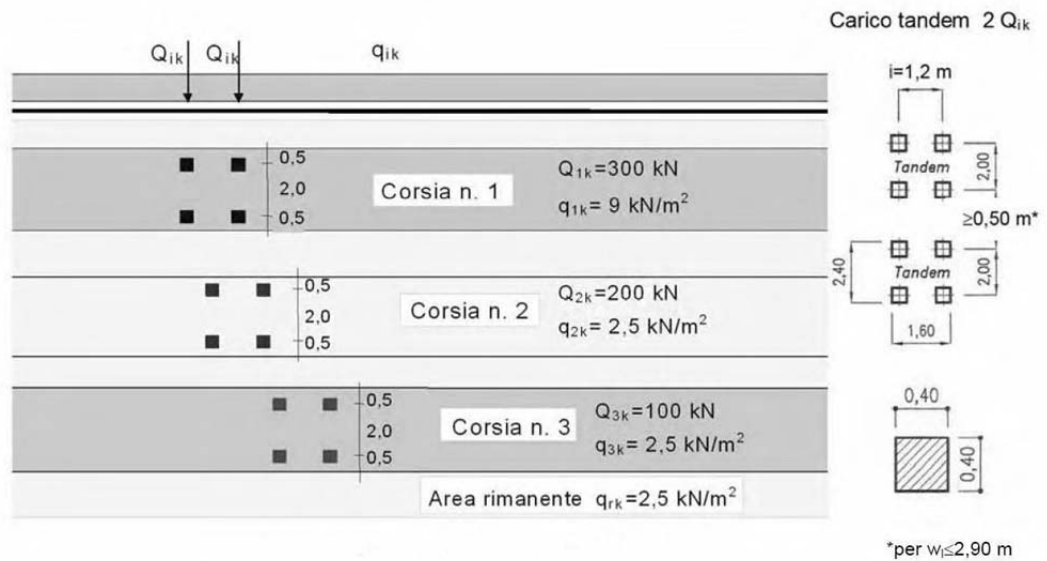 Carico tandem 2 Qik
Qik Qik qik
i=1,2 m
0,5
2,0
0,5
Corsia n. 1
Q1k=300 kN
q1k= 9 kN/m²
Tandem
2,00
≥0,50 m*
0,5
2,0
0,5
Corsia n. 2
Q2k=200 kN
q2k= 2,5 kN/m²
2,40
Tandem
2,00
1,60
0,5
2,0
0,5
Corsia n. 3
Q3k=100 kN
q3k= 2,5 kN/m²
0,40
0,40
Area rimanente qrk=2,5 kN/m²
*per wl≤2,90 m